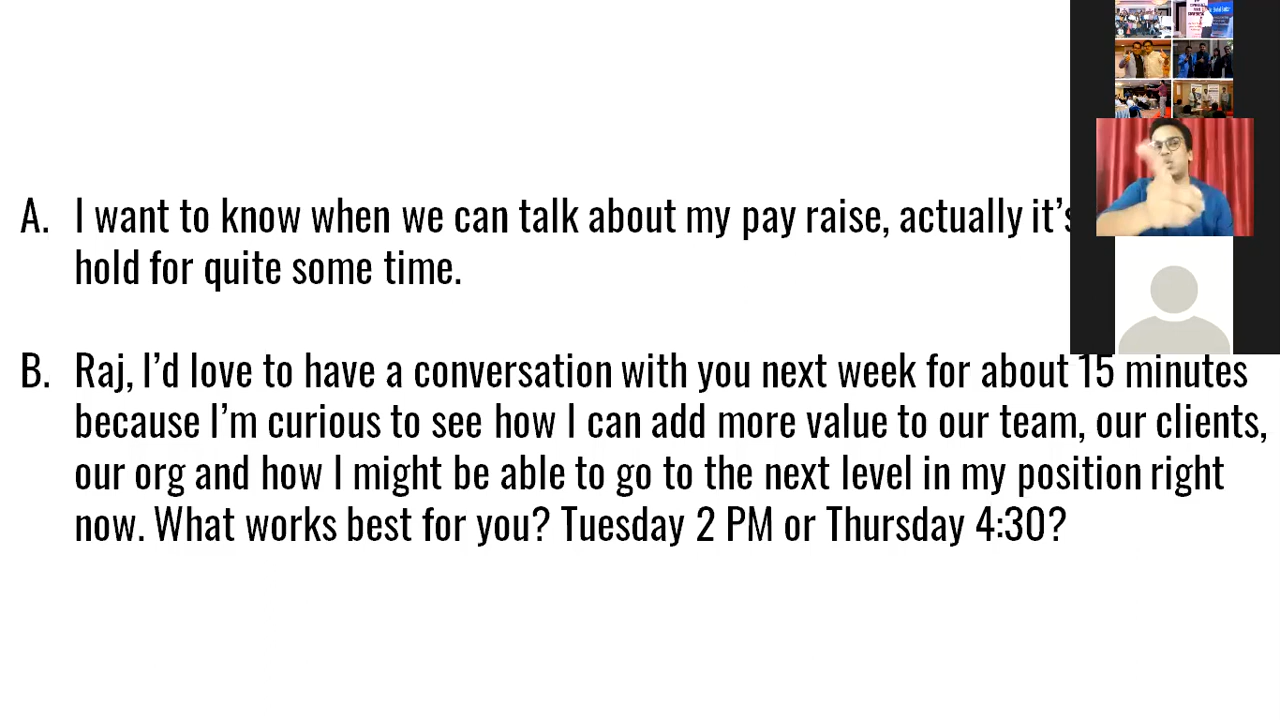 A. I want to know when we can talk about my pay raise, actually it's
hold for quite some time.
B. Raj, I'd love to have a conversation with you next week for about 15 minutes
because I'm curious to see how I can add more value to our team, our clients,
our org and how I might be able to go to the next level in my position right
now. What works best for you? Tuesday 2 PM or Thursday 4:30?